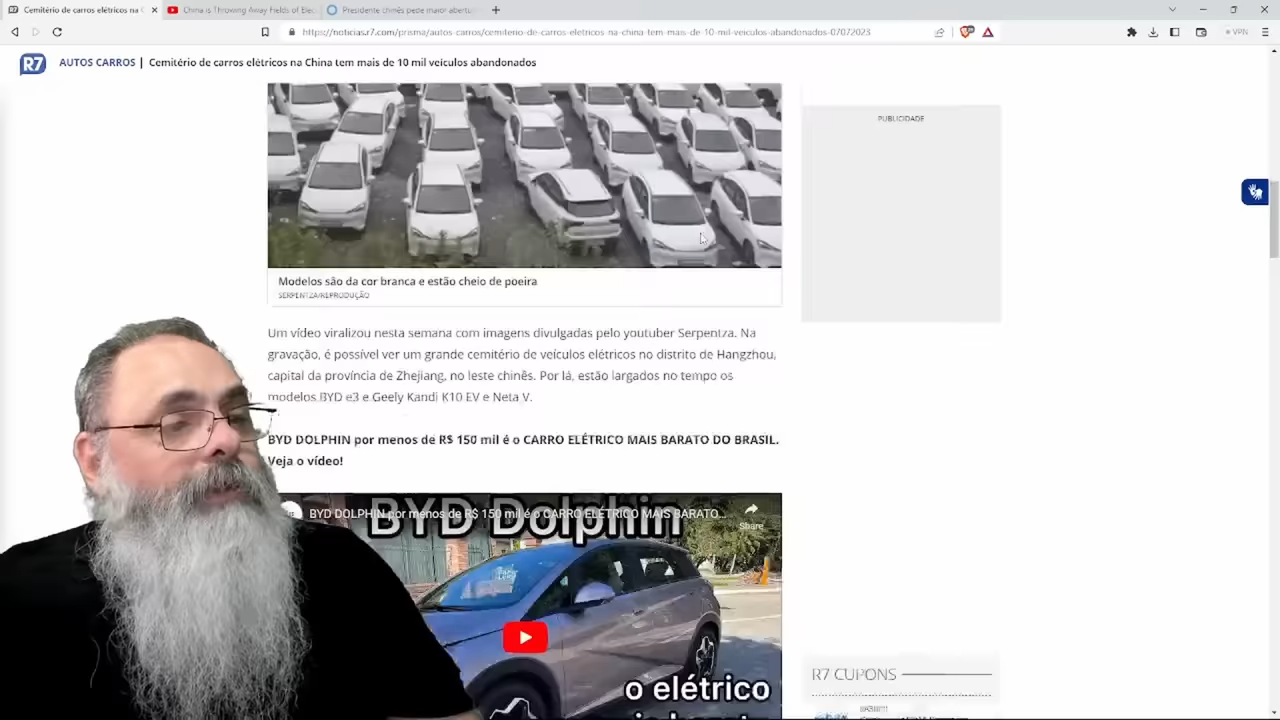 Cemitério de carros elétricos na C
China is Throwing Away Fields of Elec
Presidente chinês pede maior abertu
https://noticias.r7.com/prisma/autos-carros/cemiterio-de-carros-eletricos-na-china-tem-mais-de-10-mil-veiculos-abandonados-07072023
VPN
R7 AUTOS CARROS | Cemitério de carros elétricos na China tem mais de 10 mil veículos abandonados
PUBLICIDADE
Modelos são da cor branca e estão cheio de poeira
SERPENTZA/REPRODUÇÃO
Um vídeo viralizou nesta semana com imagens divulgadas pelo youtuber Serpentza. Na
gravação, é possível ver um grande cemitério de veículos elétricos no distrito de Hangzhou,
capital da província de Zhejiang, no leste chinês. Por lá, estão largados no tempo os
modelos BYD e3 e Geely Kandi K10 EV e Neta V.
BYD DOLPHIN por menos de R$ 150 mil é o CARRO ELÉTRICO MAIS BARATO DO BRASIL.
Veja o vídeo!
BYD DOLPHIN por menos de R$ 150 mil é o CARRO ELÉTRICO MAIS BARATO...
BYD Dolphin
Share
o elétrico
R7 CUPONS